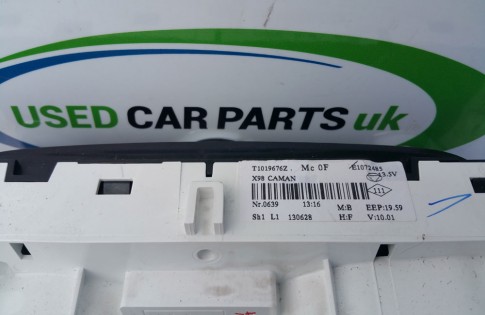 USED CAR PARTS uk
T1019676Z Mc 0F E1072485
X98 CAMAN 13.5V
Nr.0639 13:16 M:B EEP:19.59
Sh1 L1 130628 H:F V:10.01